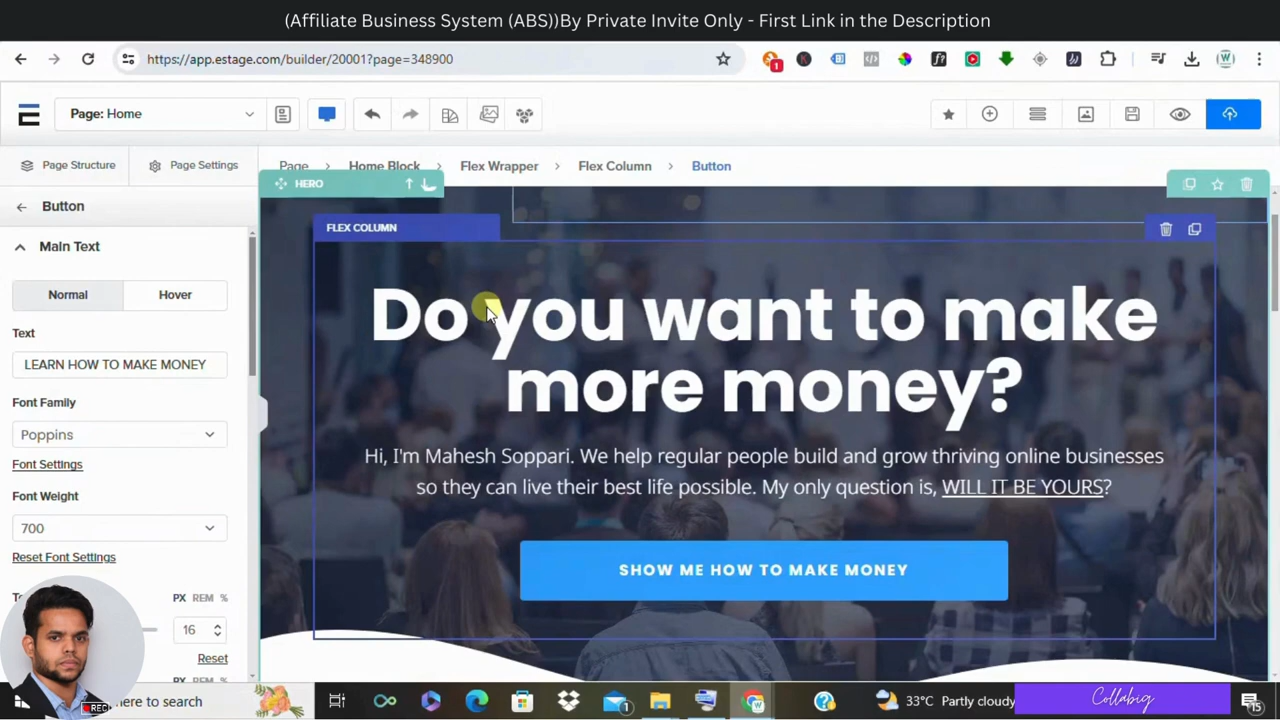 (Affiliate Business System (ABS))By Private Invite Only - First Link in the Description
https://app.estage.com/builder/20001?page=348900
1
Page: Home
Page Structure
Page Settings
Page > Home Block > Flex Wrapper > Flex Column > Button
HERO
Button
FLEX COLUMN
Main Text
Normal
Hover
Text
LEARN HOW TO MAKE MONEY
Font Family
Poppins
Font Settings
Font Weight
700
Reset Font Settings
PX REM %
16
Reset
Do you want to make
more money?
Hi, I'm Mahesh Soppari. We help regular people build and grow thriving online businesses
so they can live their best life possible. My only question is, WILL IT BE YOURS?
SHOW ME HOW TO MAKE MONEY
REC
here to search
1
33°C Partly cloudy
Collabig
15